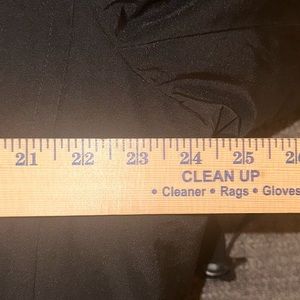 21 22 23 24 25 26
CLEAN UP
• Cleaner • Rags • Gloves